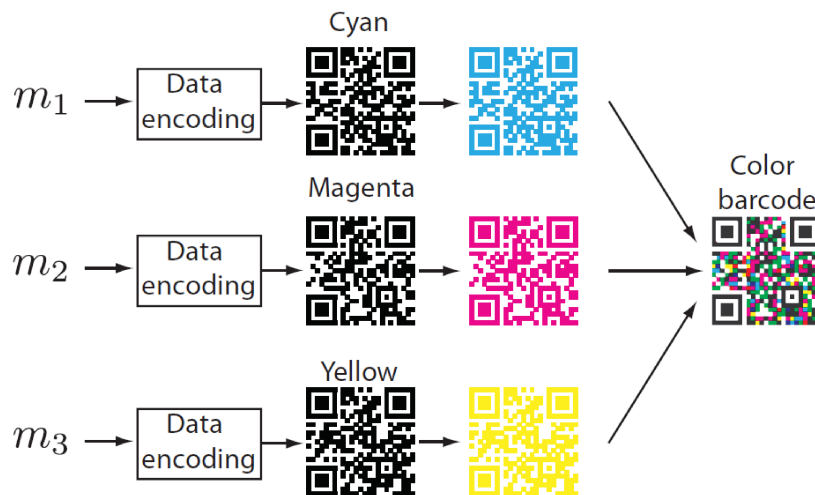 Cyan
m1
Data
encoding
Magenta
Color
barcode
m2
Data
encoding
Yellow
m3
Data
encoding